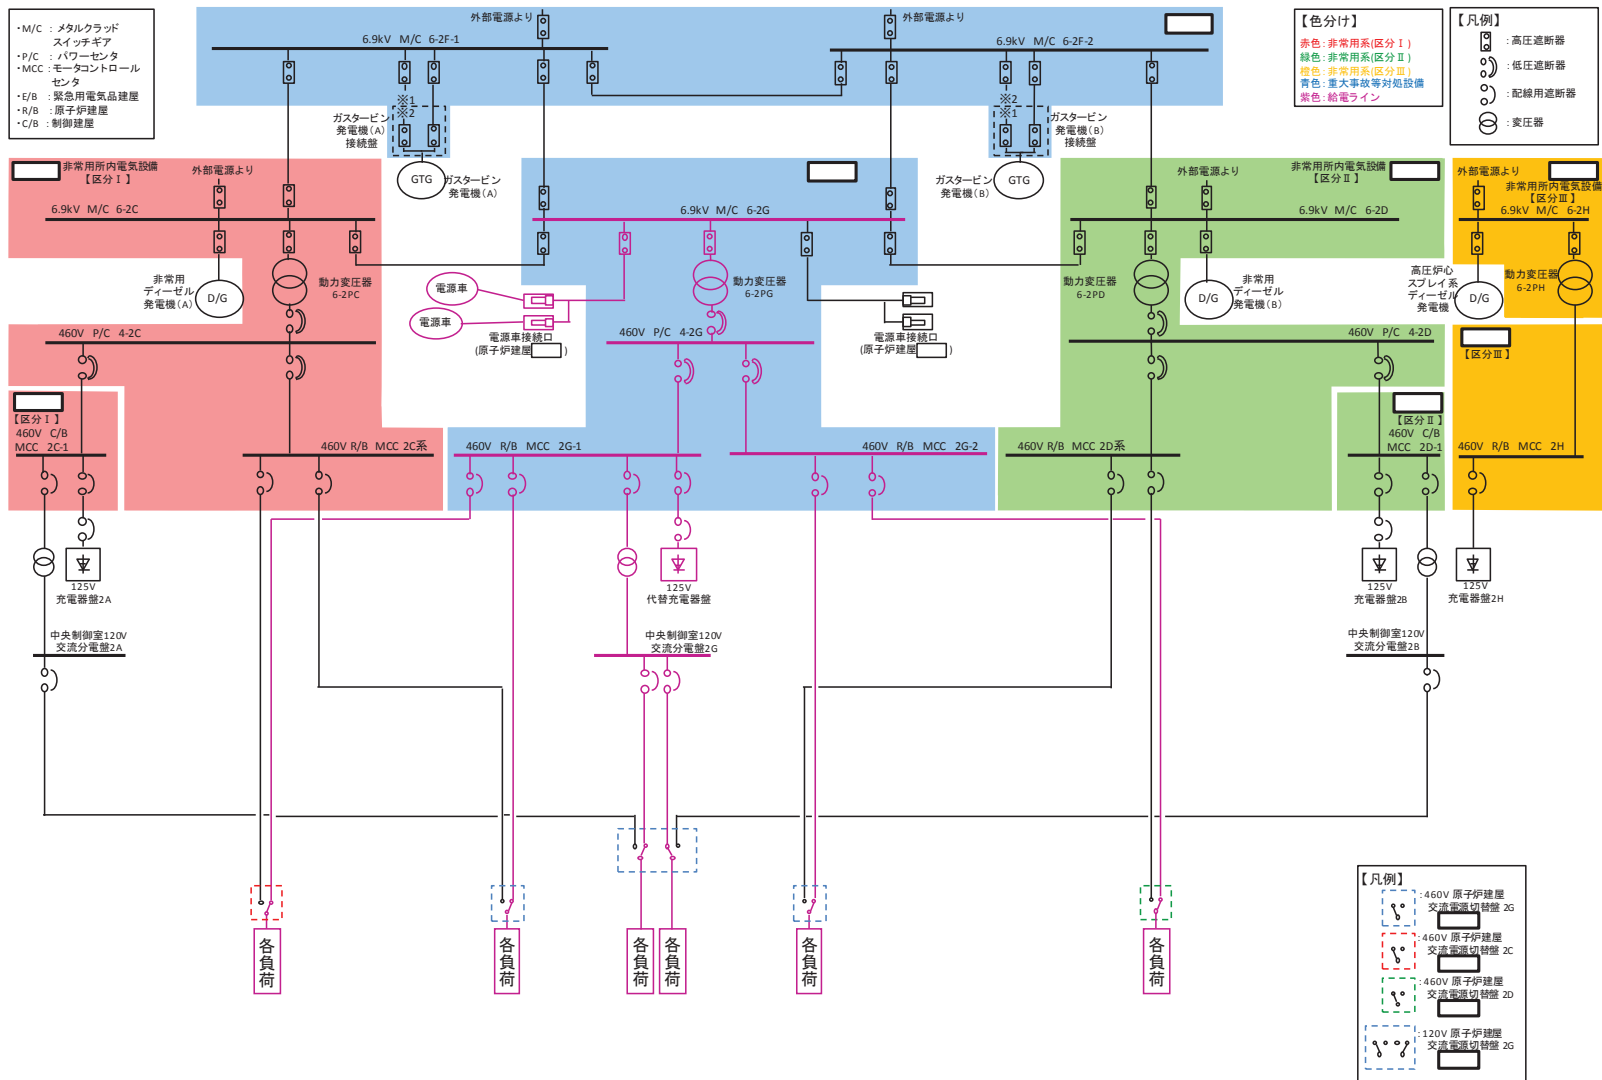 ・M/C ：メタルクラッド
スイッチギア
・P/C ：パワーセンタ
・MCC：モータコントロール
センタ
・E/B ：緊急用電気品建屋
・R/B ：原子炉建屋
・C/B ：制御建屋
外部電源より
6.9kV M/C 6-2F-1
外部電源より
6.9kV M/C 6-2F-2
【色分け】
赤色：非常用系(区分Ⅰ)
緑色：非常用系(区分Ⅱ)
橙色：非常用系(区分Ⅲ)
青色：重大事故等対処設備
紫色：給電ライン
【凡例】
：高圧遮断器
：低圧遮断器
：配線用遮断器
：変圧器
※1
※2
ガスタービン
発電機(A)
接続盤
GTG
ガスタービン
発電機(A)
※2
※1
ガスタービン
発電機(B)
接続盤
GTG
ガスタービン
発電機(B)
非常用所内電気設備
【区分Ⅰ】
外部電源より
6.9kV M/C 6-2C
D/G
非常用
ディーゼル
発電機(A)
動力変圧器
6-2PC
460V P/C 4-2C
6.9kV M/C 6-2G
動力変圧器
6-2PG
電源車
電源車
電源車接続口
(原子炉建屋 )
460V P/C 4-2G
電源車接続口
(原子炉建屋 )
外部電源より
非常用所内電気設備
【区分Ⅱ】
6.9kV M/C 6-2D
動力変圧器
6-2PD
D/G
非常用
ディーゼル
発電機(B)
460V P/C 4-2D
外部電源より
非常用所内電気設備
【区分Ⅲ】
6.9kV M/C 6-2H
高圧炉心
スプレイ系
ディーゼル
発電機
D/G
動力変圧器
6-2PH
【区分Ⅲ】
【区分Ⅰ】
460V C/B
MCC 2C-1
460V R/B MCC 2C系
460V R/B MCC 2G-1
460V R/B MCC 2G-2
460V R/B MCC 2D系
【区分Ⅱ】
460V C/B
MCC 2D-1
460V R/B MCC 2H
125V
充電器盤2A
125V
代替充電器盤
125V
充電器盤2B
125V
充電器盤2H
中央制御室120V
交流分電盤2A
中央制御室120V
交流分電盤2G
中央制御室120V
交流分電盤2B
各負荷
各負荷
各負荷
各負荷
各負荷
各負荷
【凡例】
：460V 原子炉建屋
交流電源切替盤 2G
：460V 原子炉建屋
交流電源切替盤 2C
：460V 原子炉建屋
交流電源切替盤 2D
：120V 原子炉建屋
交流電源切替盤 2G